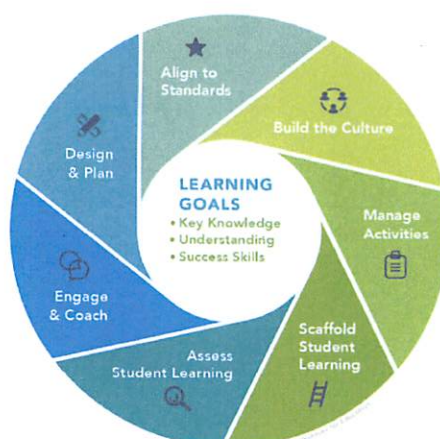 Align to
Standards
Build the Culture
Manage
Activities
Scaffold
Student
Learning
Assess
Student Learning
Engage
& Coach
Design
& Plan
LEARNING
GOALS
• Key Knowledge
• Understanding
• Success Skills